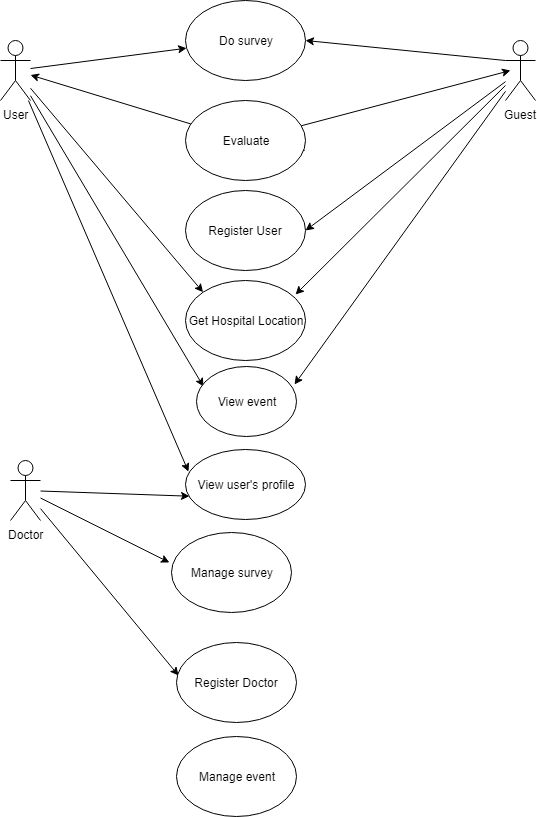 Do survey
User
Guest
Evaluate
Register User
Get Hospital Location
View event
View user's profile
Doctor
Manage survey
Register Doctor
Manage event